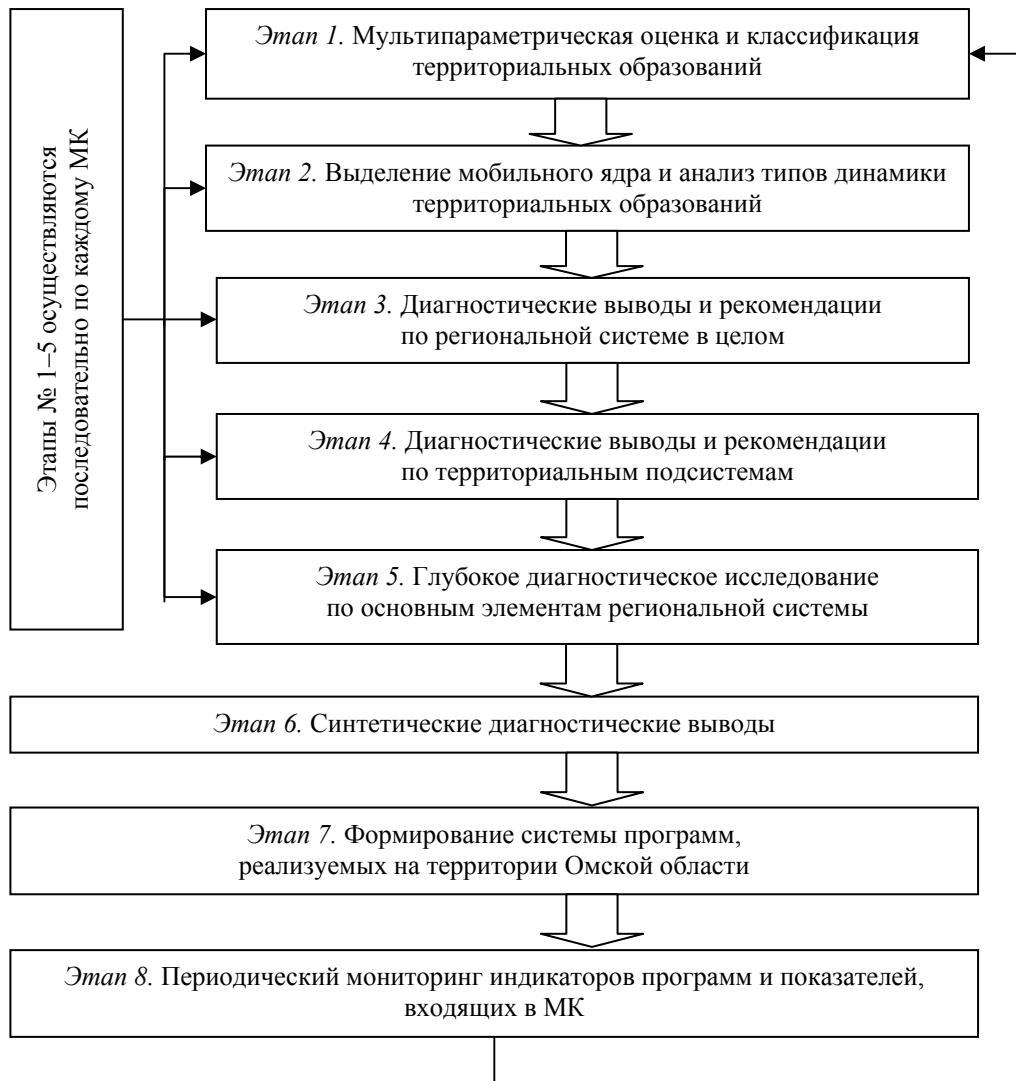 Этап 1. Мультипараметрическая оценка и классификация
территориальных образований
Этап 2. Выделение мобильного ядра и анализ типов динамики
территориальных образований
Этапы № 1–5 осуществляются
последовательно по каждому МК
Этап 3. Диагностические выводы и рекомендации
по региональной системе в целом
Этап 4. Диагностические выводы и рекомендации
по территориальным подсистемам
Этап 5. Глубокое диагностическое исследование
по основным элементам региональной системы
Этап 6. Синтетические диагностические выводы
Этап 7. Формирование системы программ,
реализуемых на территории Омской области
Этап 8. Периодический мониторинг индикаторов программ и показателей,
входящих в МК